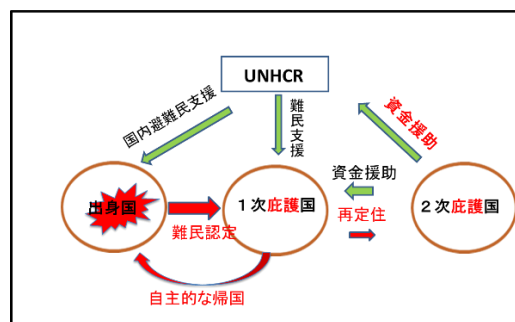 UNHCR
国内避難民支援
難民支援
資金援助
資金援助
出身国
1次庇護国
2次庇護国
難民認定
再定住
自主的な帰国